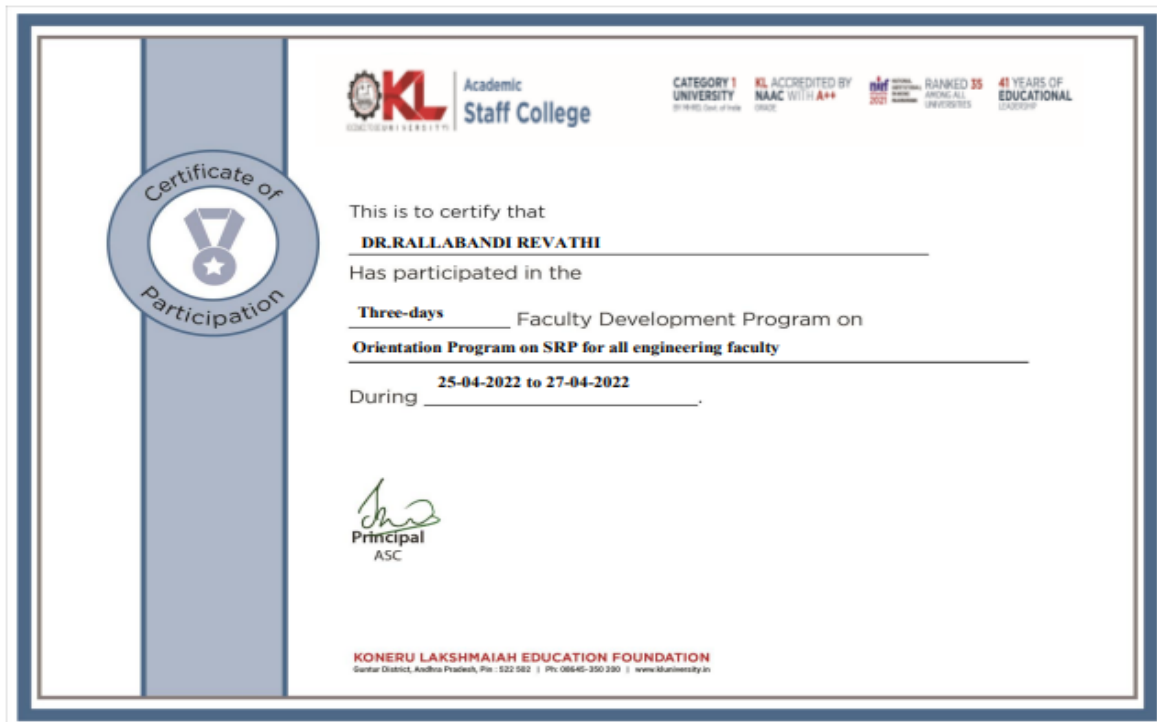 KL
Academic
Staff College
CATEGORY 1
UNIVERSITY
KL ACCREDITED BY
NAAC WITH A++
GRADE
nirf
2021
RANKED 35
AMONG ALL
UNIVERSITIES
41 YEARS OF
EDUCATIONAL
LEADERSHIP
Certificate of
Participation
This is to certify that
DR.RALLABANDI REVATHI
Has participated in the
Three-days Faculty Development Program on
Orientation Program on SRP for all engineering faculty
During 25-04-2022 to 27-04-2022.
Principal
ASC
KONERU LAKSHMAIAH EDUCATION FOUNDATION
Guntur District, Andhra Pradesh, Pin : 522 502 | Ph: 08645-350 200 | www.kluniversity.in